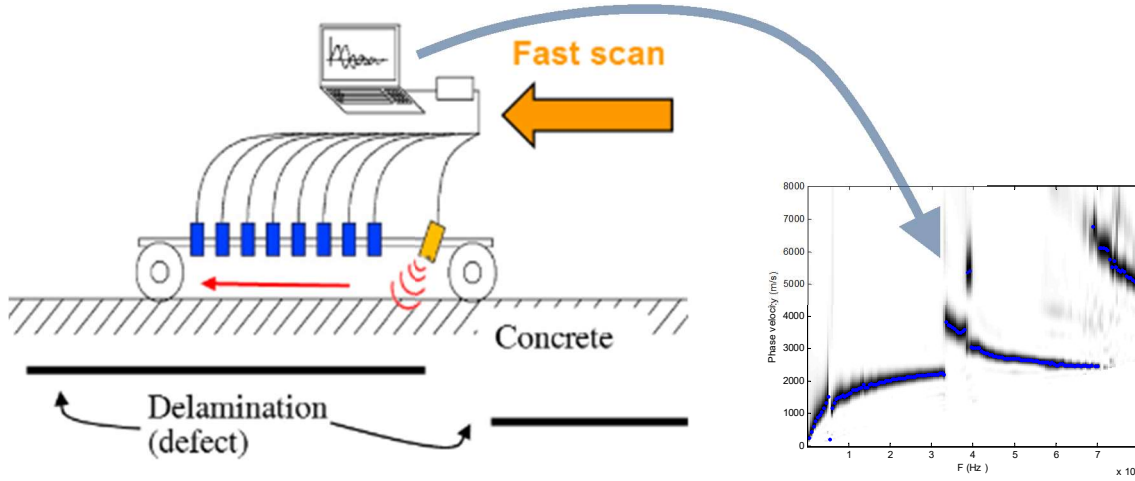 Fast scan
Concrete
Delamination
(defect)
8000
7000
6000
5000
4000
3000
2000
1000
0
Phase velocity (m/s)
1
2
3
4
5
6
7
F (Hz )
x 10